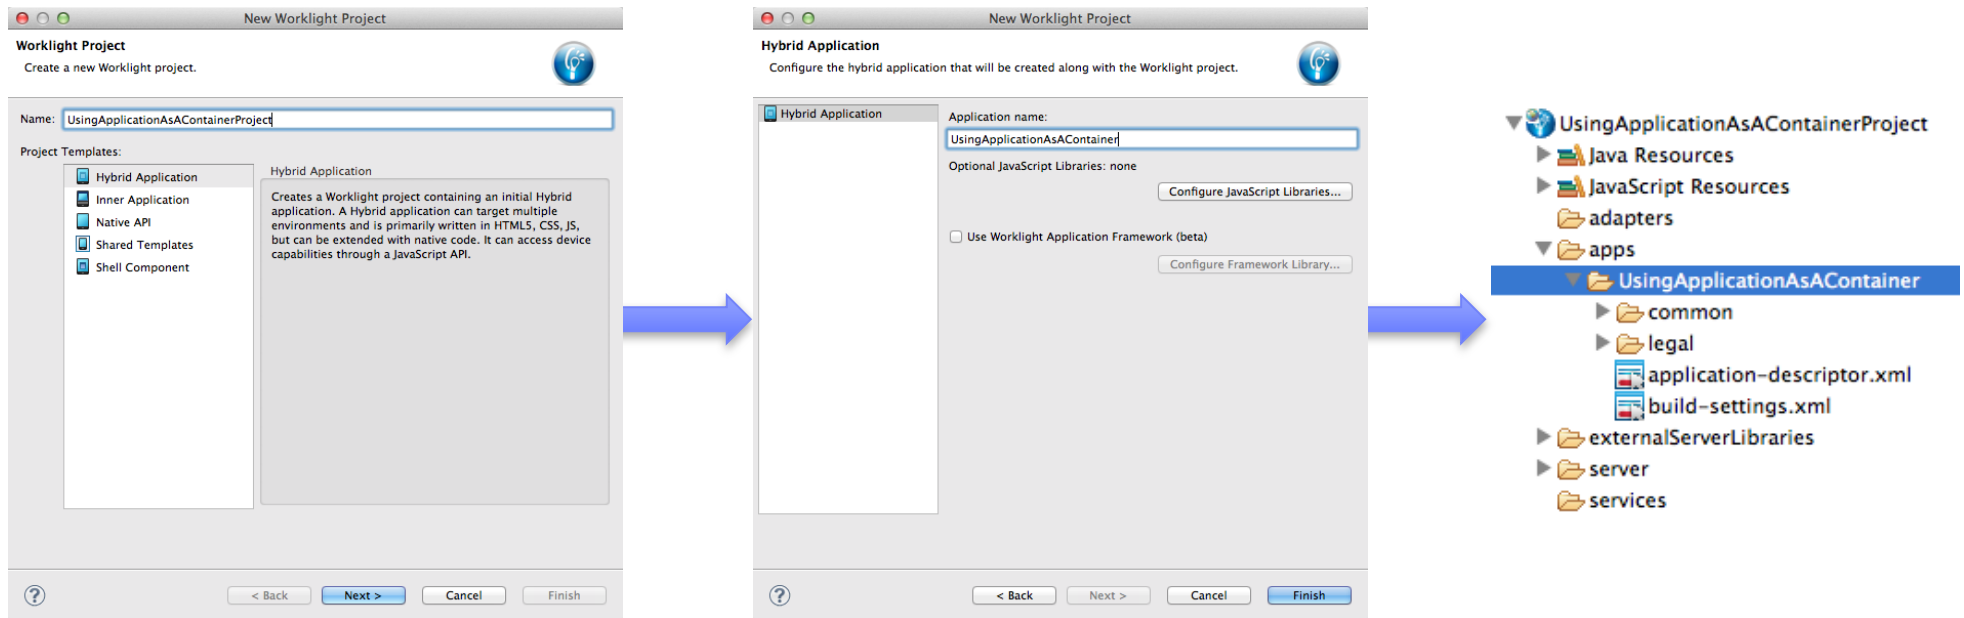 New Worklight Project
Worklight Project
Create a new Worklight project.
Name: UsingApplicationAsAContainerProject
Project Templates:
Hybrid Application
Inner Application
Native API
Shared Templates
Shell Component
Hybrid Application
Creates a Worklight project containing an initial Hybrid
application. A Hybrid application can target multiple
environments and is primarily written in HTML5, CSS, JS,
but can be extended with native code. It can access device
capabilities through a JavaScript API.
?
< Back Next > Cancel Finish
New Worklight Project
Hybrid Application
Configure the hybrid application that will be created along with the Worklight project.
Hybrid Application
Application name:
UsingApplicationAsAContainer
Optional JavaScript Libraries: none
Configure JavaScript Libraries...
Use Worklight Application Framework (beta)
Configure Framework Library...
?
< Back Next > Cancel Finish
UsingApplicationAsAContainerProject
Java Resources
JavaScript Resources
adapters
apps
UsingApplicationAsAContainer
common
legal
application-descriptor.xml
build-settings.xml
externalServerLibraries
server
services